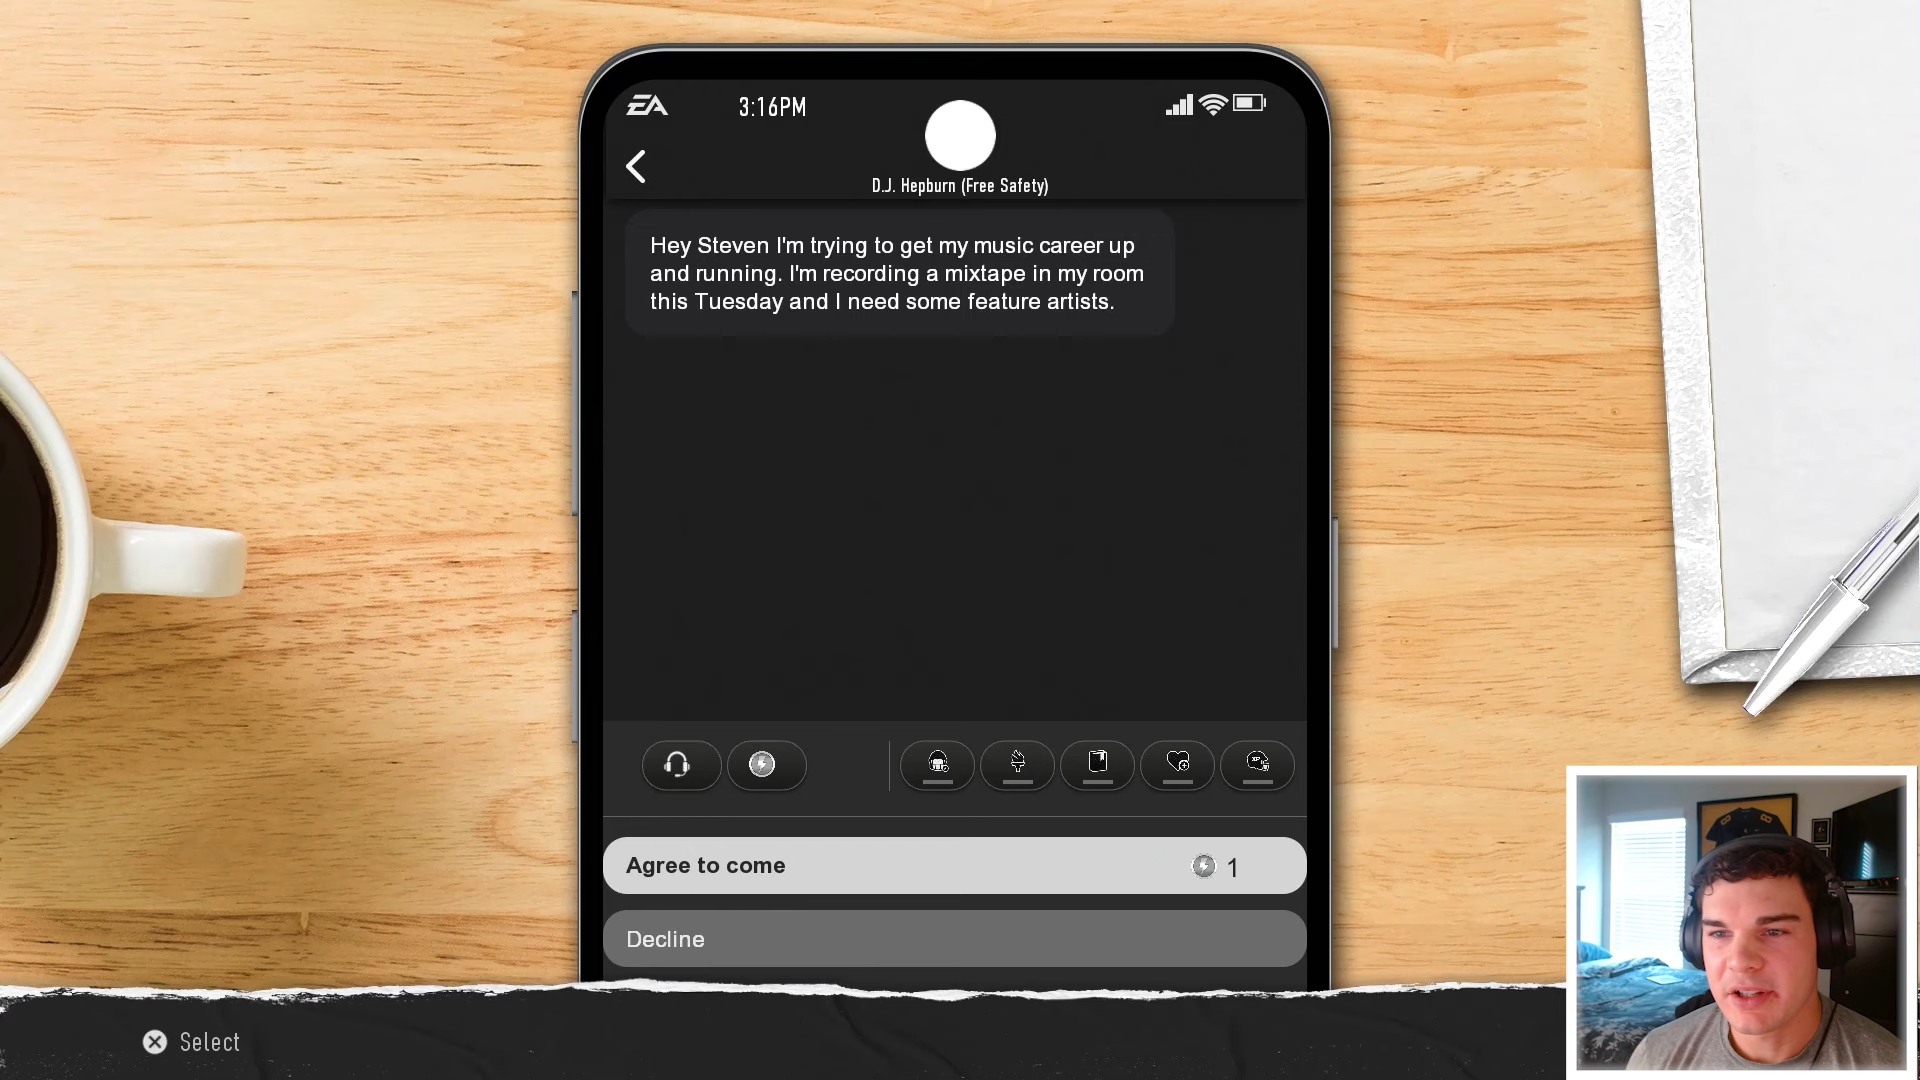 EA
3:16PM
D.J. Hepburn (Free Safety)
Hey Steven I'm trying to get my music career up
and running. I'm recording a mixtape in my room
this Tuesday and I need some feature artists.
XP
Agree to come 1
Decline
Select